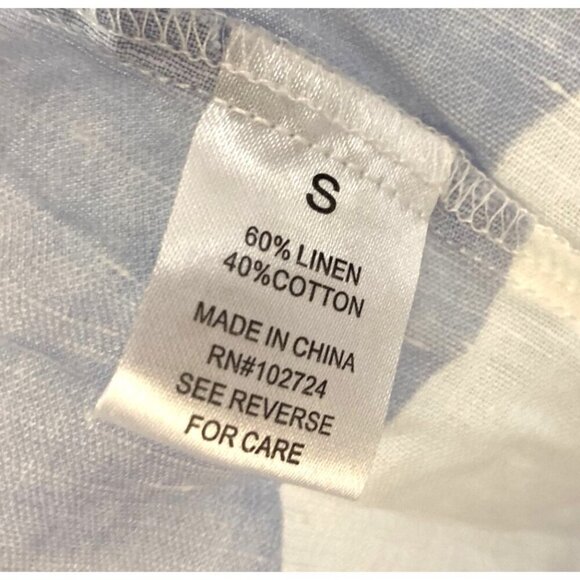 S
60% LINEN
40%COTTON
MADE IN CHINA
RN#102724
SEE REVERSE
FOR CARE